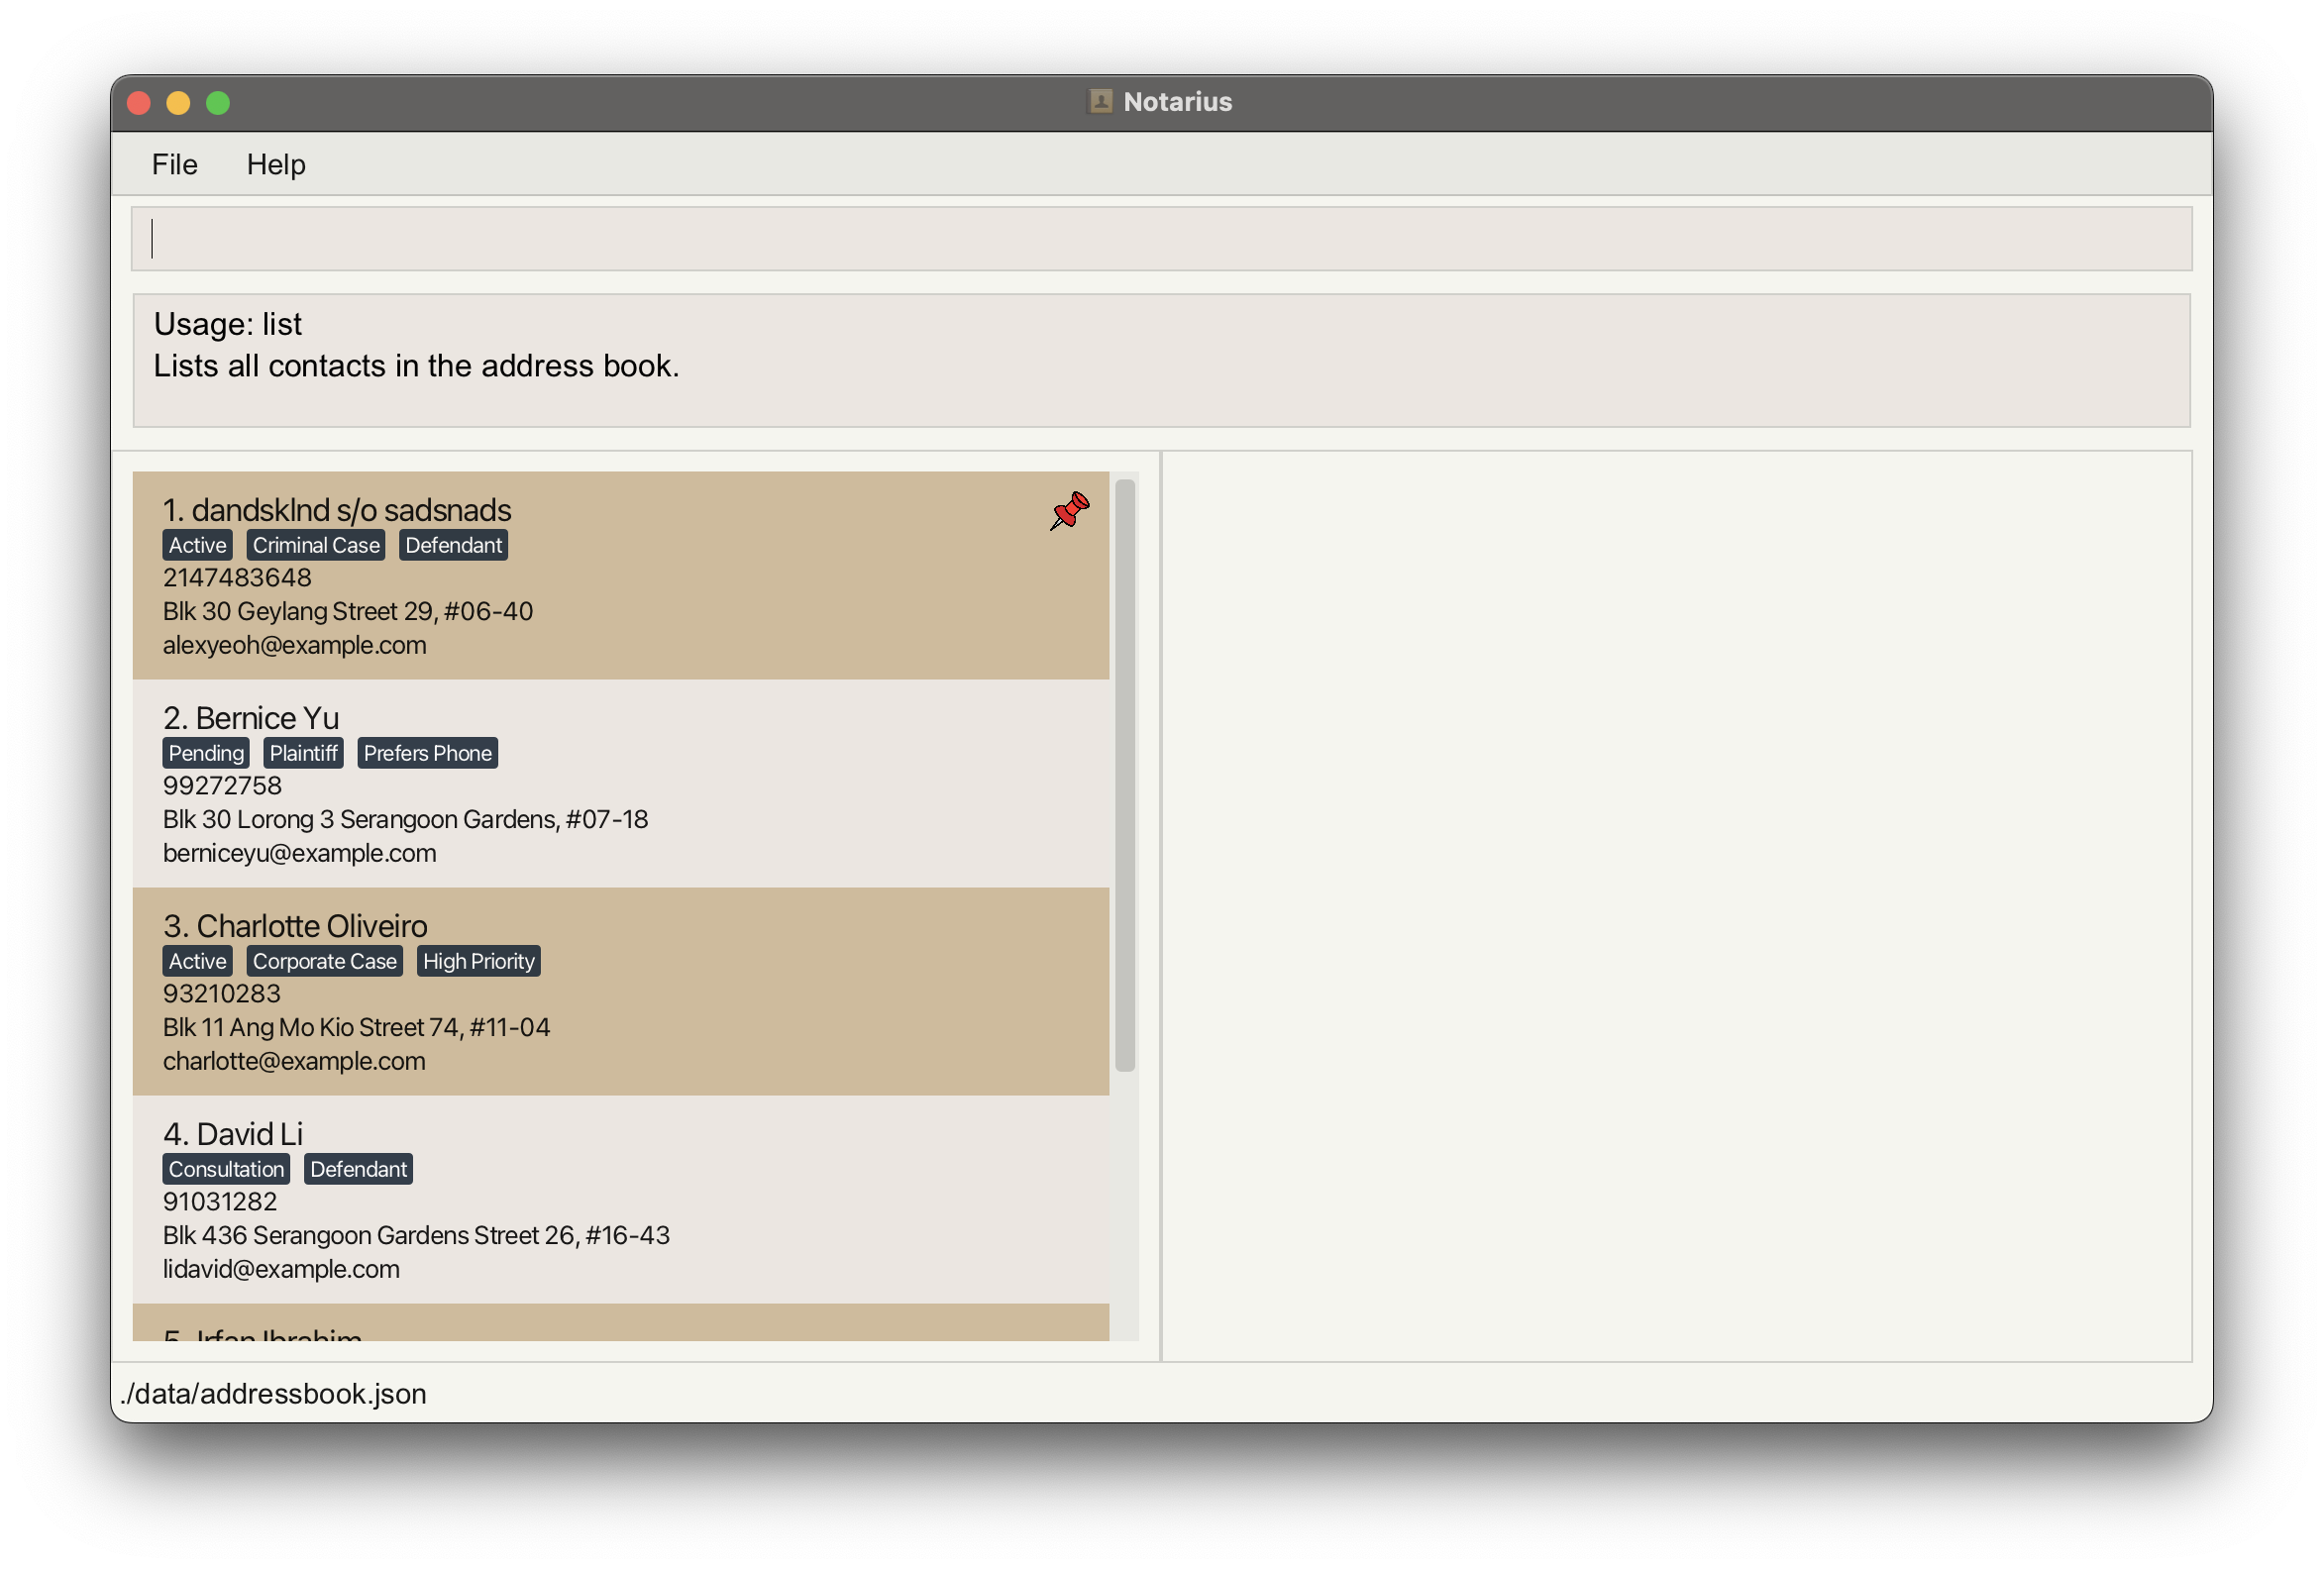 Notarius
File Help
Usage: list
Lists all contacts in the address book.
1. dandsklnd s/o sadsnads
Active Criminal Case Defendant
2147483648
Blk 30 Geylang Street 29, #06-40
alexyeoh@example.com
2. Bernice Yu
Pending Plaintiff Prefers Phone
99272758
Blk 30 Lorong 3 Serangoon Gardens, #07-18
berniceyu@example.com
3. Charlotte Oliveiro
Active Corporate Case High Priority
93210283
Blk 11 Ang Mo Kio Street 74, #11-04
charlotte@example.com
4. David Li
Consultation Defendant
91031282
Blk 436 Serangoon Gardens Street 26, #16-43
lidavid@example.com
5. Irfan Ibrahim
./data/addressbook.json